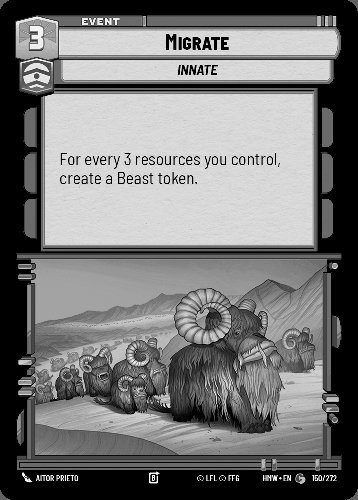 EVENT
3
MIGRATE
INNATE
For every 3 resources you control,
create a Beast token.
AITOR PRIETO
© LFL © FFG
HMW • EN
150/272